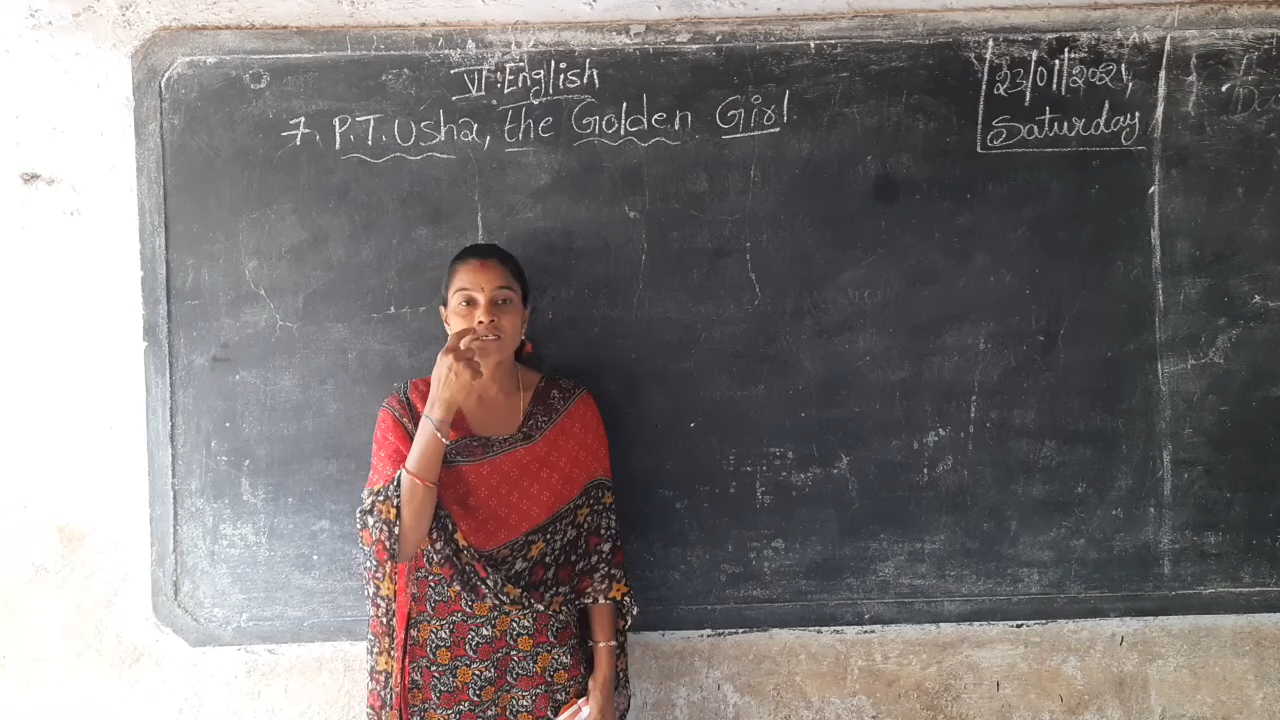 VI : English
7. P.T. Usha, the Golden Girl.
23/01/2021,
Saturday